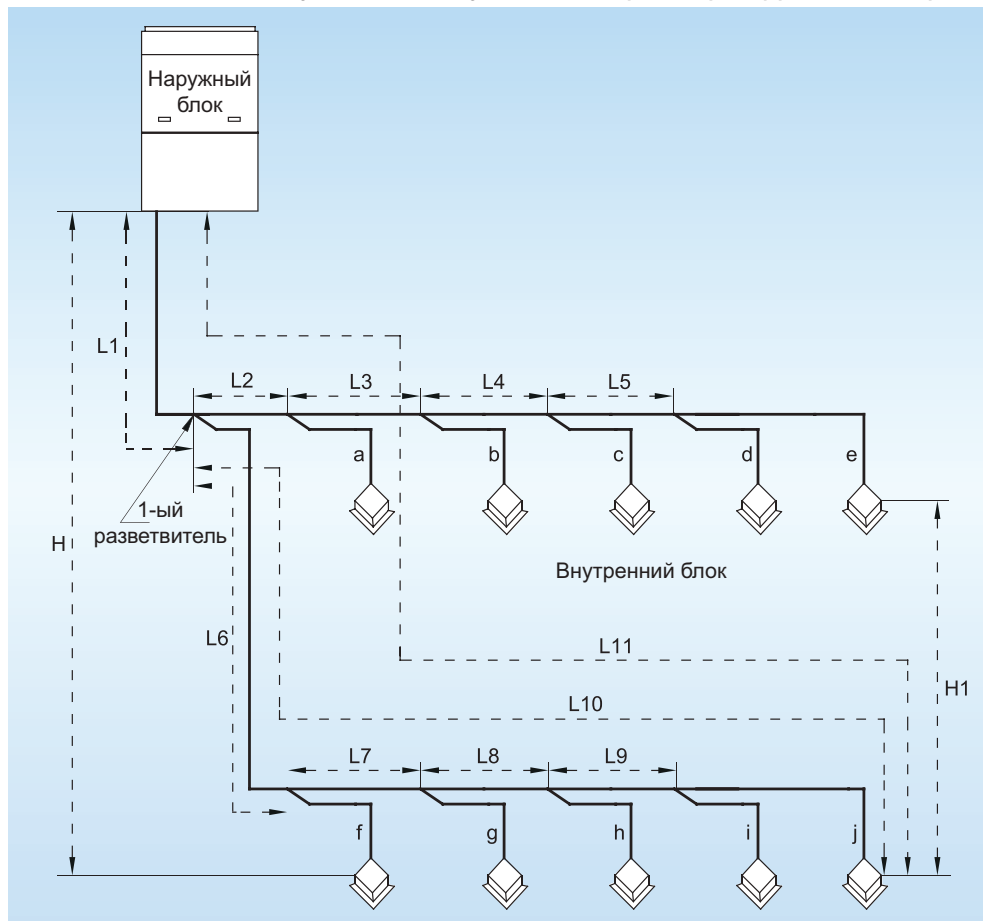 Наружный
блок
L1
L2
L3
L4
L5
a
b
c
d
e
1-ый
разветвитель
H
Внутренний блок
L6
L11
H1
L10
L7
L8
L9
f
g
h
i
j